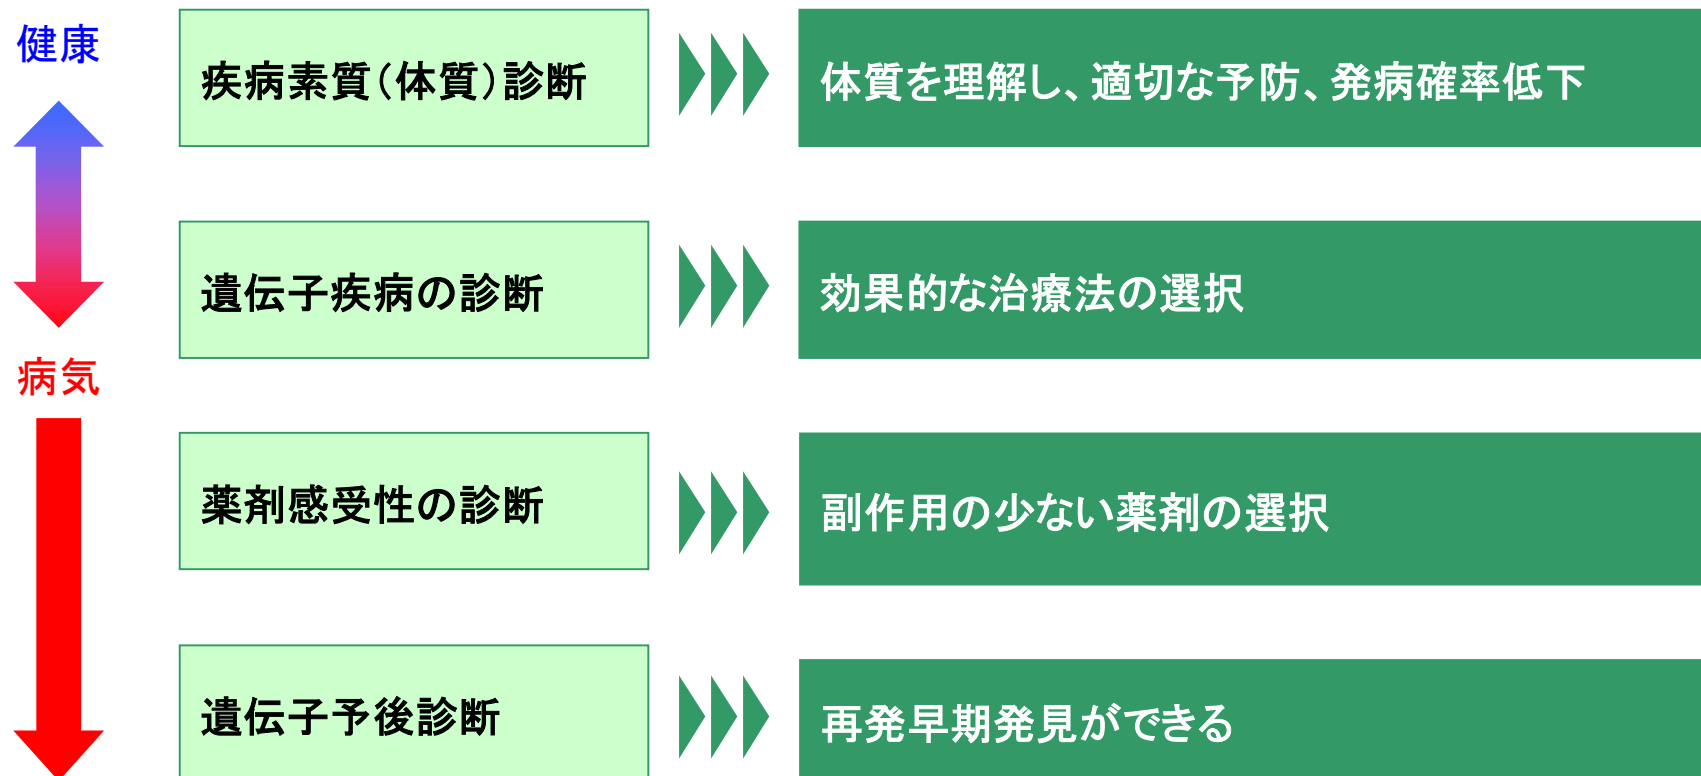 健康
疾病素質（体質）診断
体質を理解し、適切な予防、発病確率低下
遺伝子疾病の診断
効果的な治療法の選択
病気
薬剤感受性の診断
副作用の少ない薬剤の選択
遺伝子予後診断
再発早期発見ができる